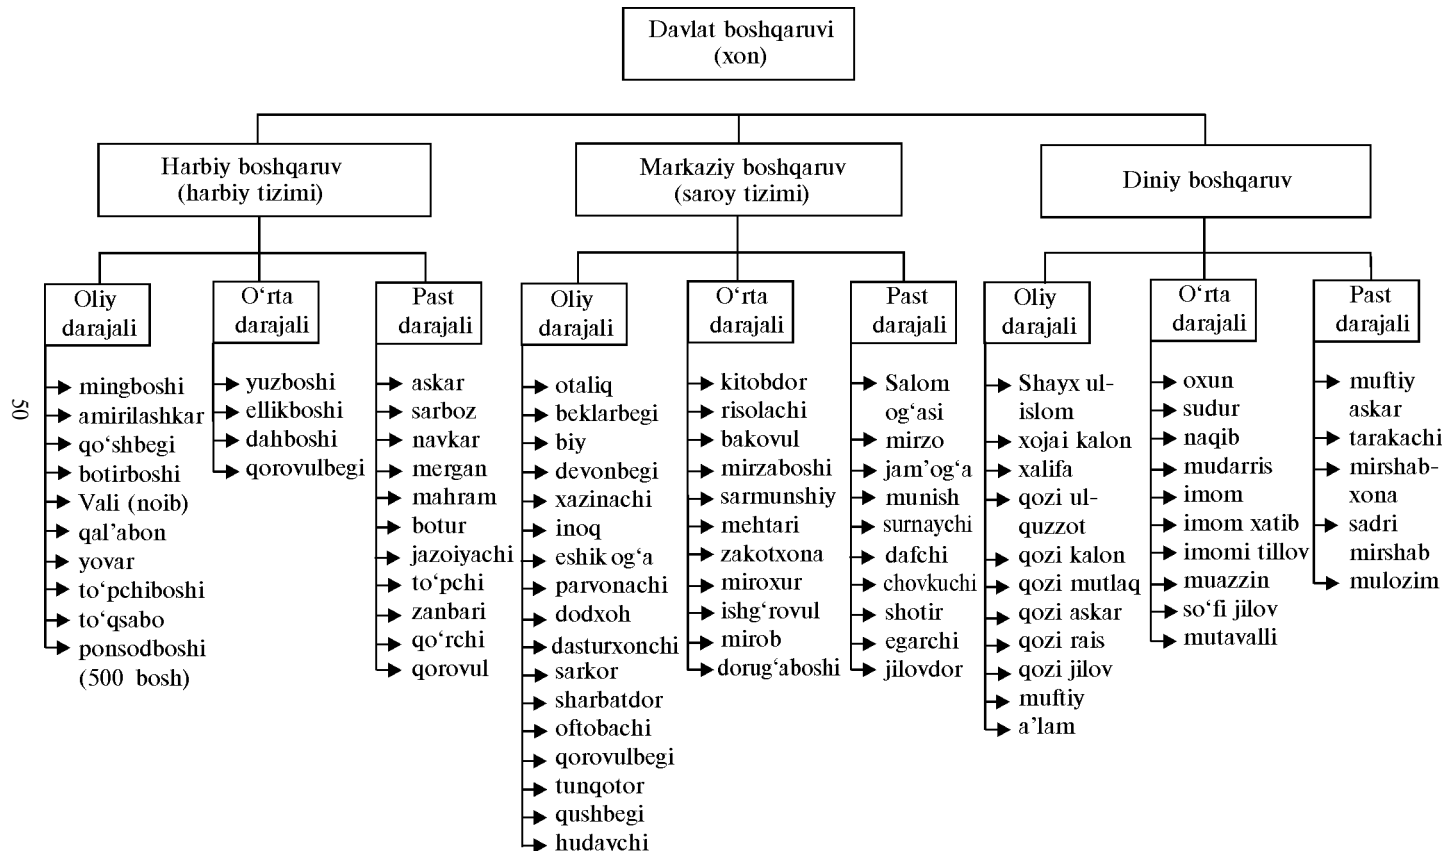 Davlat boshqaruvi
(xon)
Harbiy boshqaruv
(harbiy tizimi)
Markaziy boshqaruv
(saroy tizimi)
Diniy boshqaruv
Oliy
darajali
mingboshi
amirilashkar
qo‘shbegi
botirboshi
Vali (noib)
qal’abon
yovar
to‘pchiboshi
to‘qsabo
ponsodboshi
(500 bosh)
O‘rta
darajali
yuzboshi
ellikboshi
dahboshi
qorovulbegi
Past
darajali
askar
sarboz
navkar
mergan
mahram
botur
jazoiyachi
to‘pchi
zanbari
qo‘rchi
qorovul
Oliy
darajali
otaliq
beklarbegi
biy
devonbegi
xazinachi
inoq
eshik og‘a
parvonachi
dodxoh
dasturxonchi
sarkor
sharbatdor
oftobachi
qorovulbegi
tunqotor
qushbegi
hudaychi
O‘rta
darajali
kitobdor
risolachi
bakovul
mirzaboshi
sarmunshiy
mehtari
zakotxona
miroxur
ishg‘rovul
mirob
dorug‘aboshi
Past
darajali
Salom
og‘asi
mirzo
jam’og‘a
munish
surnaychi
dafchi
chovkuchi
shotir
egarchi
jilovdor
Oliy
darajali
Shayx ul-
islom
xojai kalon
xalifa
qozi ul-
quzzot
qozi kalon
qozi mutlaq
qozi askar
qozi rais
qozi jilov
muftiy
a’lam
O‘rta
darajali
oxun
sudur
naqib
mudarris
imom
imom xatib
imomi tillov
muazzin
so‘fi jilov
mutavalli
Past
darajali
muftiy
askar
tarakachi
mirshab-
xona
sadri
mirshab
mulozim
50